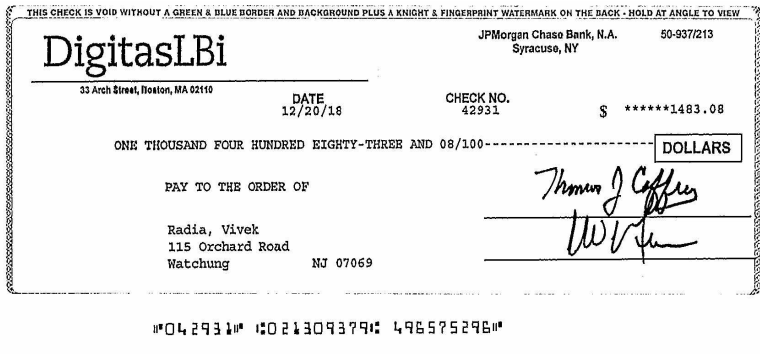 THIS CHECK IS VOID WITHOUT A GREEN & BLUE BORDER AND BACKGROUND PLUS A KNIGHT & FINGERPRINT WATERMARK ON THE BACK - HOLD AT ANGLE TO VIEW
DigitasLBi
JPMorgan Chase Bank, N.A. 50-937/213
Syracuse, NY
33 Arch Street, Boston, MA 02110
DATE CHECK NO.
12/20/18 42931 $ ******1483.08
ONE THOUSAND FOUR HUNDRED EIGHTY-THREE AND 08/100--------------------------- DOLLARS
PAY TO THE ORDER OF
Thomas J Caffrey
Radia, Vivek
115 Orchard Road
Watchung NJ 07069
⑈042931⑈ ⑆021309379⑆ 496575296⑈